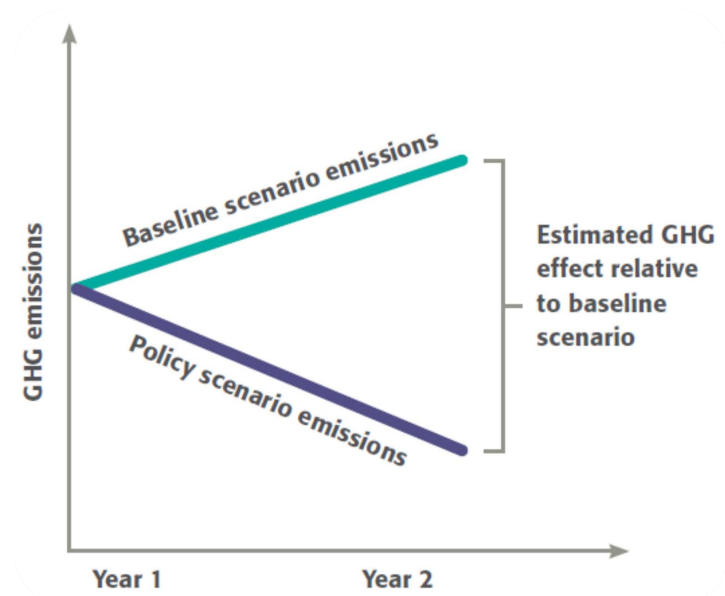 GHG emissions
Baseline scenario emissions
Policy scenario emissions
Estimated GHG
effect relative
to baseline
scenario
Year 1
Year 2